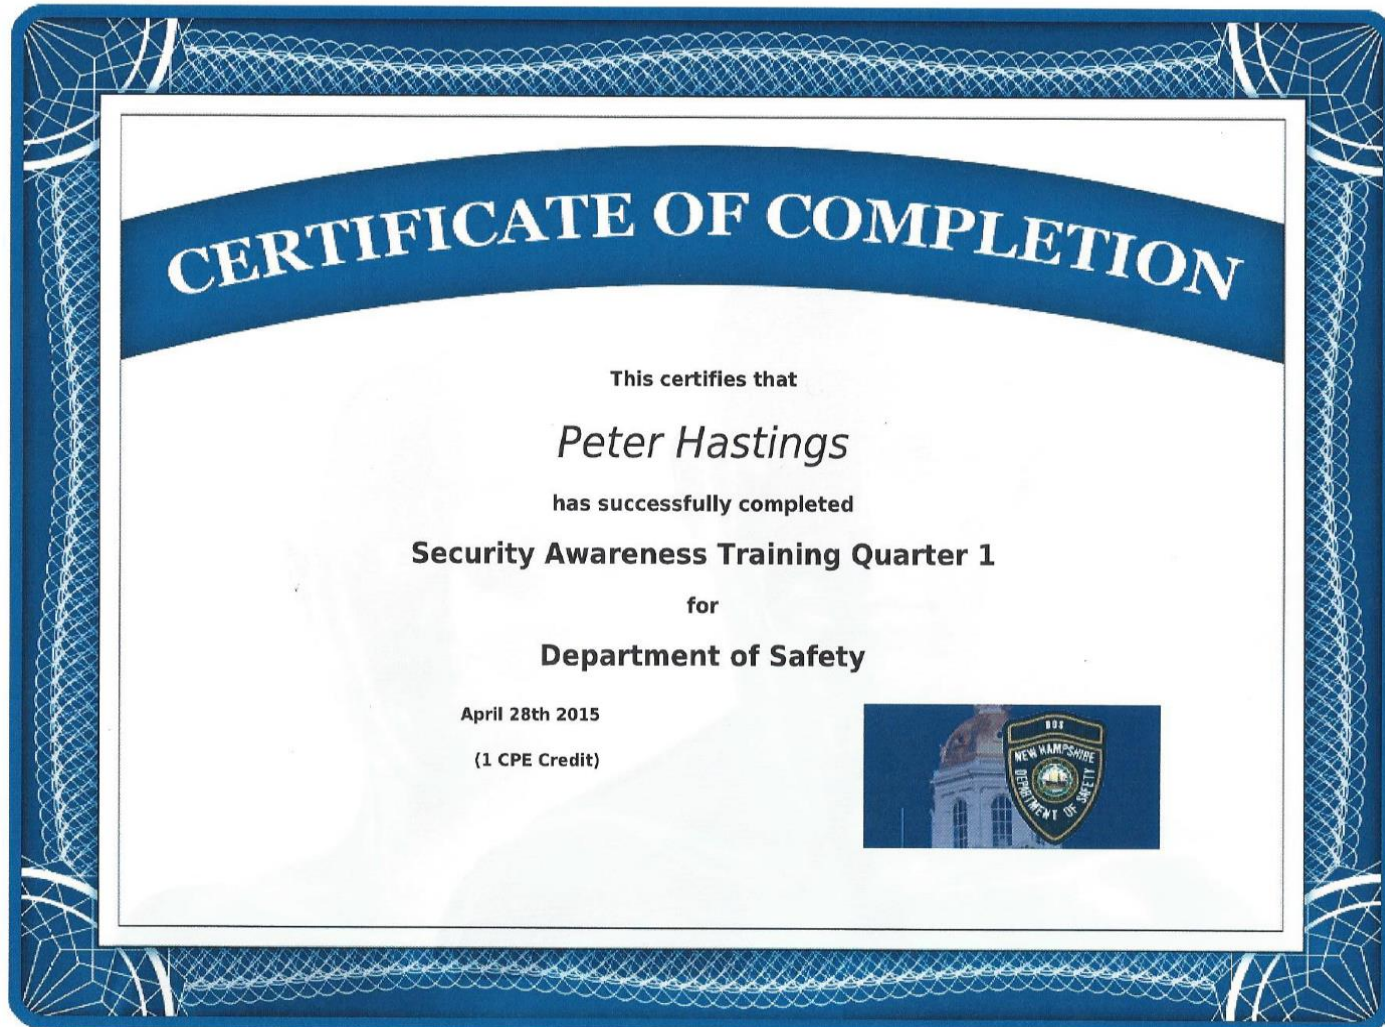 CERTIFICATE OF COMPLETION
This certifies that
Peter Hastings
has successfully completed
Security Awareness Training Quarter 1
for
Department of Safety
April 28th 2015
(1 CPE Credit)
NEW HAMPSHIRE
DEPARTMENT OF SAFETY